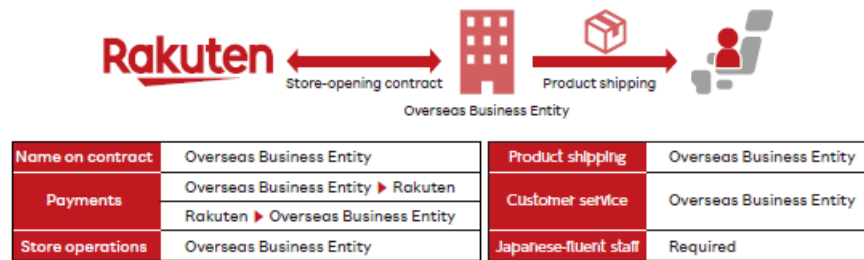 Rakuten
Store-opening contract
Product shipping
Overseas Business Entity
Name on contract Overseas Business Entity
Payments Overseas Business Entity ▶ Rakuten
Rakuten ▶ Overseas Business Entity
Store operations Overseas Business Entity
Product shipping Overseas Business Entity
Customer service Overseas Business Entity
Japanese-fluent staff Required